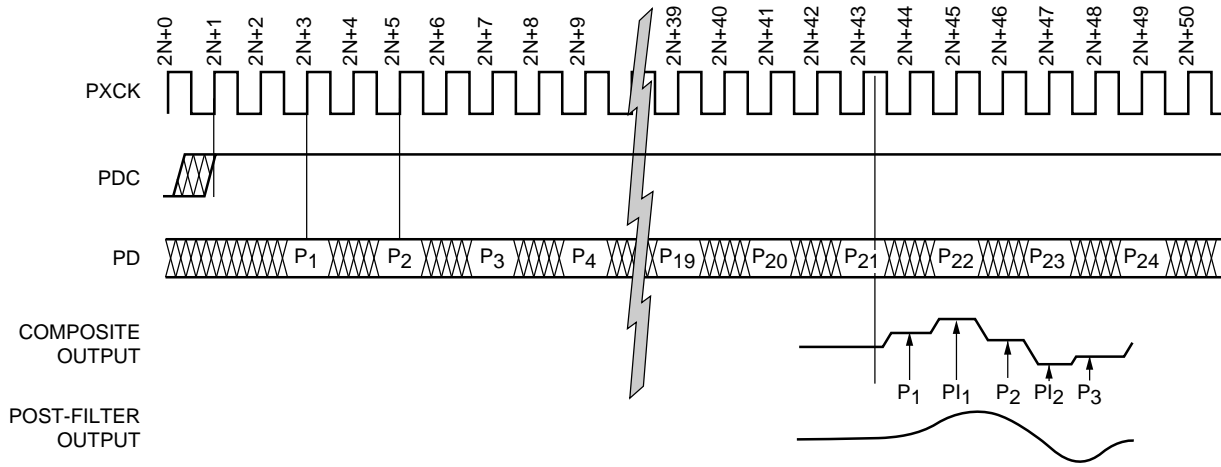 2N+0 2N+1 2N+2 2N+3 2N+4 2N+5 2N+6 2N+7 2N+8 2N+9 2N+39 2N+40 2N+41 2N+42 2N+43 2N+44 2N+45 2N+46 2N+47 2N+48 2N+49 2N+50
PXCK
PDC
PD P1 P2 P3 P4 P19 P20 P21 P22 P23 P24
COMPOSITE
OUTPUT
P1 PI1 P2 PI2 P3
POST-FILTER
OUTPUT